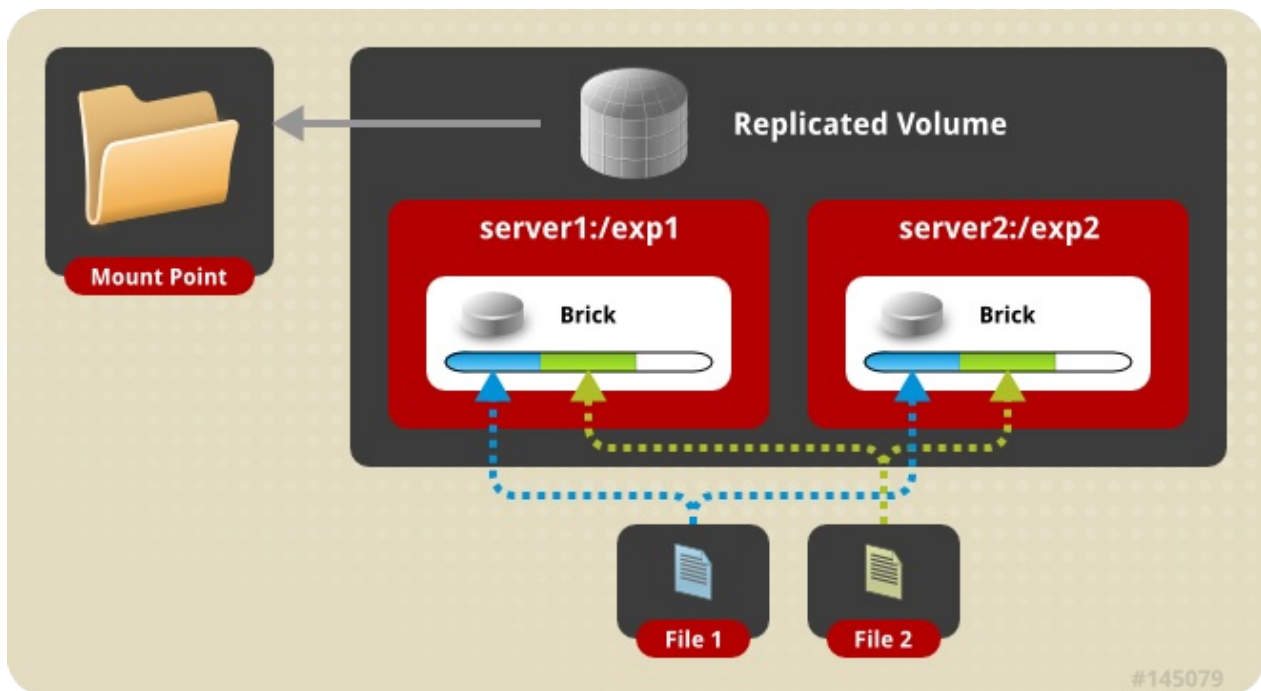 Replicated Volume
Mount Point
server1:/exp1
server2:/exp2
Brick
Brick
File 1
File 2
#145079